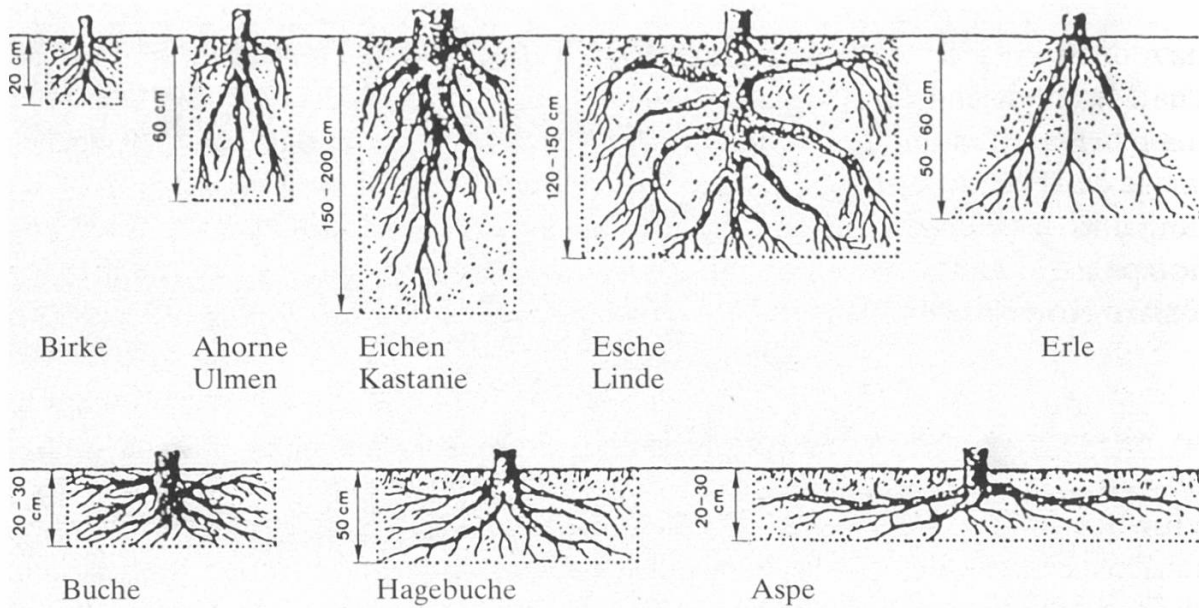 20 cm
60 cm
150 –200 cm
120 –150 cm
50 – 60 cm
Birke
Ahorne
Ulmen
Eichen
Kastanie
Esche
Linde
Erle
20 – 30
cm
50 cm
20 – 30
cm
Buche
Hagebuche
Aspe